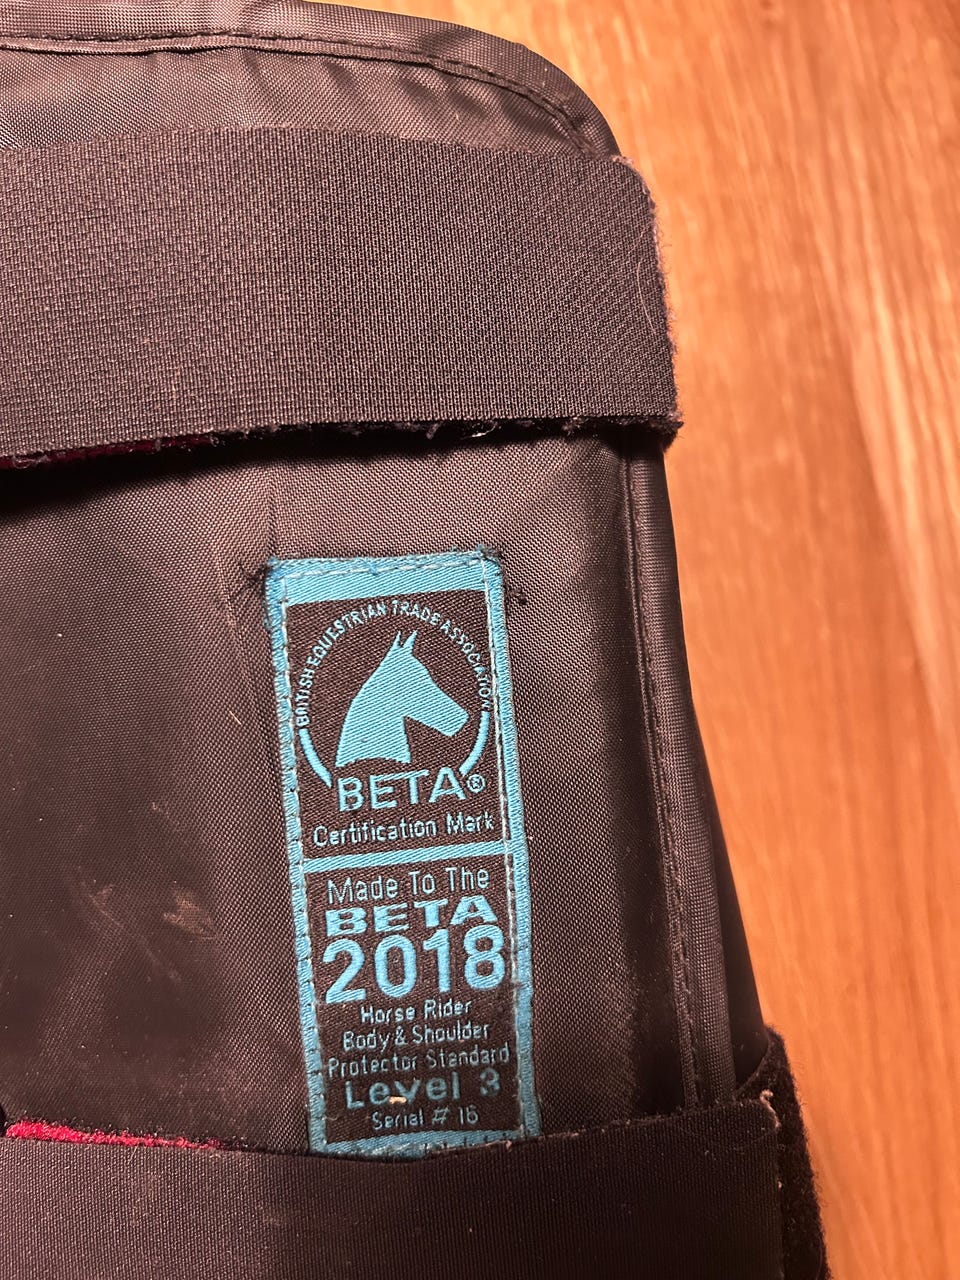 BRITISH EQUESTRIAN TRADE ASSOCIATION
BETA®
Certification Mark
Made To The
BETA
2018
Horse Rider
Body & Shoulder
Protector Standard
Level 3
Serial # 16